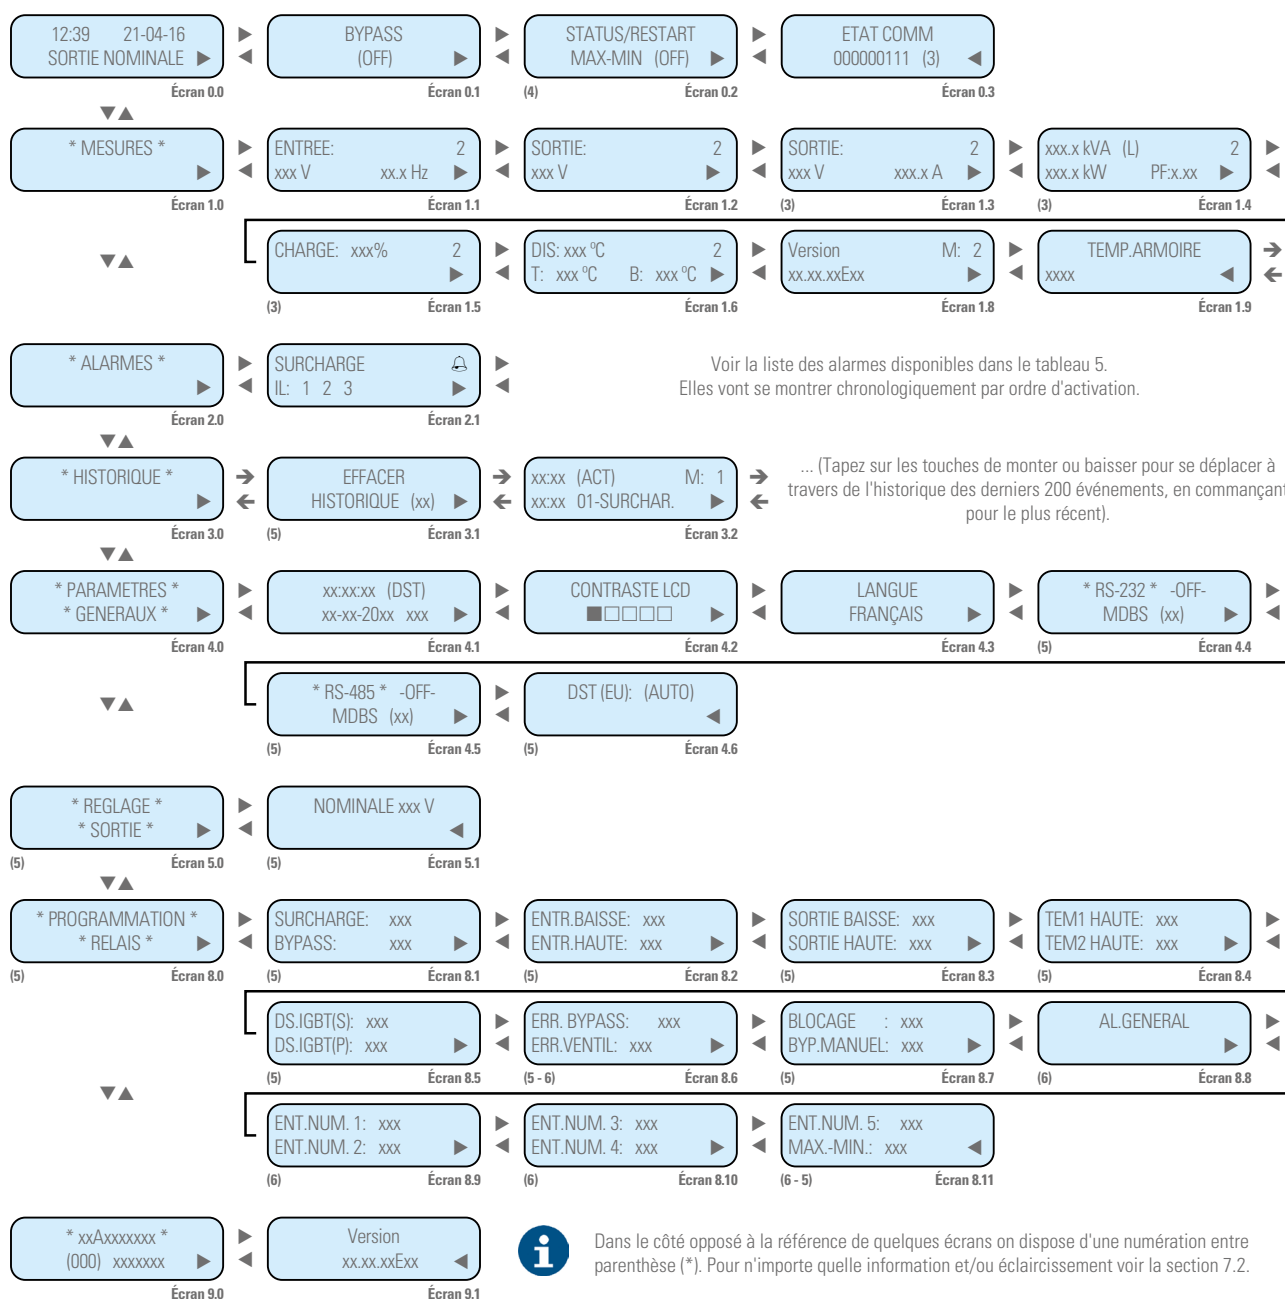 12:39 21-04-16
SORTIE NOMINALE
Écran 0.0
BYPASS
(OFF)
Écran 0.1
STATUS/RESTART
MAX-MIN (OFF)
(4) Écran 0.2
ETAT COMM
000000111 (3)
Écran 0.3
* MESURES *
Écran 1.0
ENTREE: 2
xxx V xx.x Hz
Écran 1.1
SORTIE: 2
xxx V
Écran 1.2
SORTIE: 2
xxx V xxx.x A
(3) Écran 1.3
xxx.x kVA (L) 2
xxx.x kW PF:x.xx
(3) Écran 1.4
CHARGE: xxx% 2
(3) Écran 1.5
DIS: xxx ºC 2
T: xxx ºC B: xxx ºC
Écran 1.6
Version M: 2
xx.xx.xxExx
Écran 1.8
TEMP.ARMOIRE
xxxx
Écran 1.9
* ALARMES *
Écran 2.0
SURCHARGE
IL: 1 2 3
Écran 2.1
Voir la liste des alarmes disponibles dans le tableau 5.
Elles vont se montrer chronologiquement par ordre d'activation.
* HISTORIQUE *
Écran 3.0
EFFACER
HISTORIQUE (xx)
(5) Écran 3.1
xx:xx (ACT) M: 1
xx:xx 01-SURCHAR.
Écran 3.2
... (Tapez sur les touches de monter ou baisser pour se déplacer à
travers de l'historique des derniers 200 événements, en commançant
pour le plus récent).
* PARAMETRES *
* GENERAUX *
Écran 4.0
xx:xx:xx (DST)
xx-xx-20xx xxx
Écran 4.1
CONTRASTE LCD
Écran 4.2
LANGUE
FRANÇAIS
Écran 4.3
* RS-232 * -OFF-
MDBS (xx)
(5) Écran 4.4
* RS-485 * -OFF-
MDBS (xx)
(5) Écran 4.5
DST (EU): (AUTO)
(5) Écran 4.6
* REGLAGE *
* SORTIE *
(5) Écran 5.0
NOMINALE xxx V
(5) Écran 5.1
* PROGRAMMATION *
* RELAIS *
(5) Écran 8.0
SURCHARGE: xxx
BYPASS: xxx
(5) Écran 8.1
ENTR.BAISSE: xxx
ENTR.HAUTE: xxx
(5) Écran 8.2
SORTIE BAISSE: xxx
SORTIE HAUTE: xxx
(5) Écran 8.3
TEM1 HAUTE: xxx
TEM2 HAUTE: xxx
(5) Écran 8.4
DS.IGBT(S): xxx
DS.IGBT(P): xxx
(5) Écran 8.5
ERR. BYPASS: xxx
ERR.VENTIL: xxx
(5 - 6) Écran 8.6
BLOCAGE : xxx
BYP.MANUEL: xxx
(5) Écran 8.7
AL.GENERAL
(6) Écran 8.8
ENT.NUM. 1: xxx
ENT.NUM. 2: xxx
(6) Écran 8.9
ENT.NUM. 3: xxx
ENT.NUM. 4: xxx
(6) Écran 8.10
ENT.NUM. 5: xxx
MAX.-MIN.: xxx
(6 - 5) Écran 8.11
* xxAxxxxxxx *
(000) xxxxxxx
Écran 9.0
Version
xx.xx.xxExx
Écran 9.1
Dans le côté opposé à la référence de quelques écrans on dispose d'une numération entre
parenthèse (*). Pour n'importe quelle information et/ou éclaircissement voir la section 7.2.